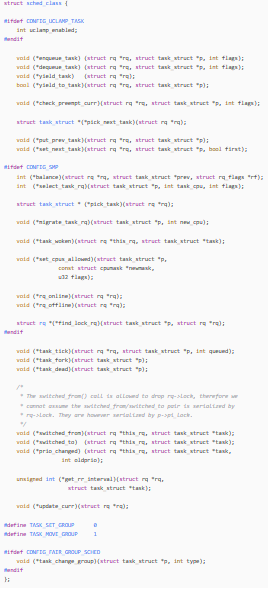 struct sched_class {
#ifdef CONFIG_UCLAMP_TASK
int uclamp_enabled;
#endif
void (*enqueue_task) (struct rq *rq, struct task_struct *p, int flags);
void (*dequeue_task) (struct rq *rq, struct task_struct *p, int flags);
void (*yield_task) (struct rq *rq);
bool (*yield_to_task)(struct rq *rq, struct task_struct *p);
void (*check_preempt_curr)(struct rq *rq, struct task_struct *p, int flags);
struct task_struct *(*pick_next_task)(struct rq *rq);
void (*put_prev_task)(struct rq *rq, struct task_struct *p);
void (*set_next_task)(struct rq *rq, struct task_struct *p, bool first);
#ifdef CONFIG_SMP
int (*balance)(struct rq *rq, struct task_struct *prev, struct rq_flags *rf);
int (*select_task_rq)(struct task_struct *p, int task_cpu, int flags);
struct task_struct * (*pick_task)(struct rq *rq);
void (*migrate_task_rq)(struct task_struct *p, int new_cpu);
void (*task_woken)(struct rq *this_rq, struct task_struct *task);
void (*set_cpus_allowed)(struct task_struct *p,
const struct cpumask *newmask,
u32 flags);
void (*rq_online)(struct rq *rq);
void (*rq_offline)(struct rq *rq);
struct rq *(*find_lock_rq)(struct task_struct *p, struct rq *rq);
#endif
void (*task_tick)(struct rq *rq, struct task_struct *p, int queued);
void (*task_fork)(struct task_struct *p);
void (*task_dead)(struct task_struct *p);
/*
* The switched_from() call is allowed to drop rq->lock, therefore we
* cannot assume the switched_from/switched_to pair is serialized by
* rq->lock. They are however serialized by p->pi_lock.
*/
void (*switched_from)(struct rq *this_rq, struct task_struct *task);
void (*switched_to) (struct rq *this_rq, struct task_struct *task);
void (*prio_changed) (struct rq *this_rq, struct task_struct *task,
int oldprio);
unsigned int (*get_rr_interval)(struct rq *rq,
struct task_struct *task);
void (*update_curr)(struct rq *rq);
#define TASK_SET_GROUP 0
#define TASK_MOVE_GROUP 1
#ifdef CONFIG_FAIR_GROUP_SCHED
void (*task_change_group)(struct task_struct *p, int type);
#endif
};